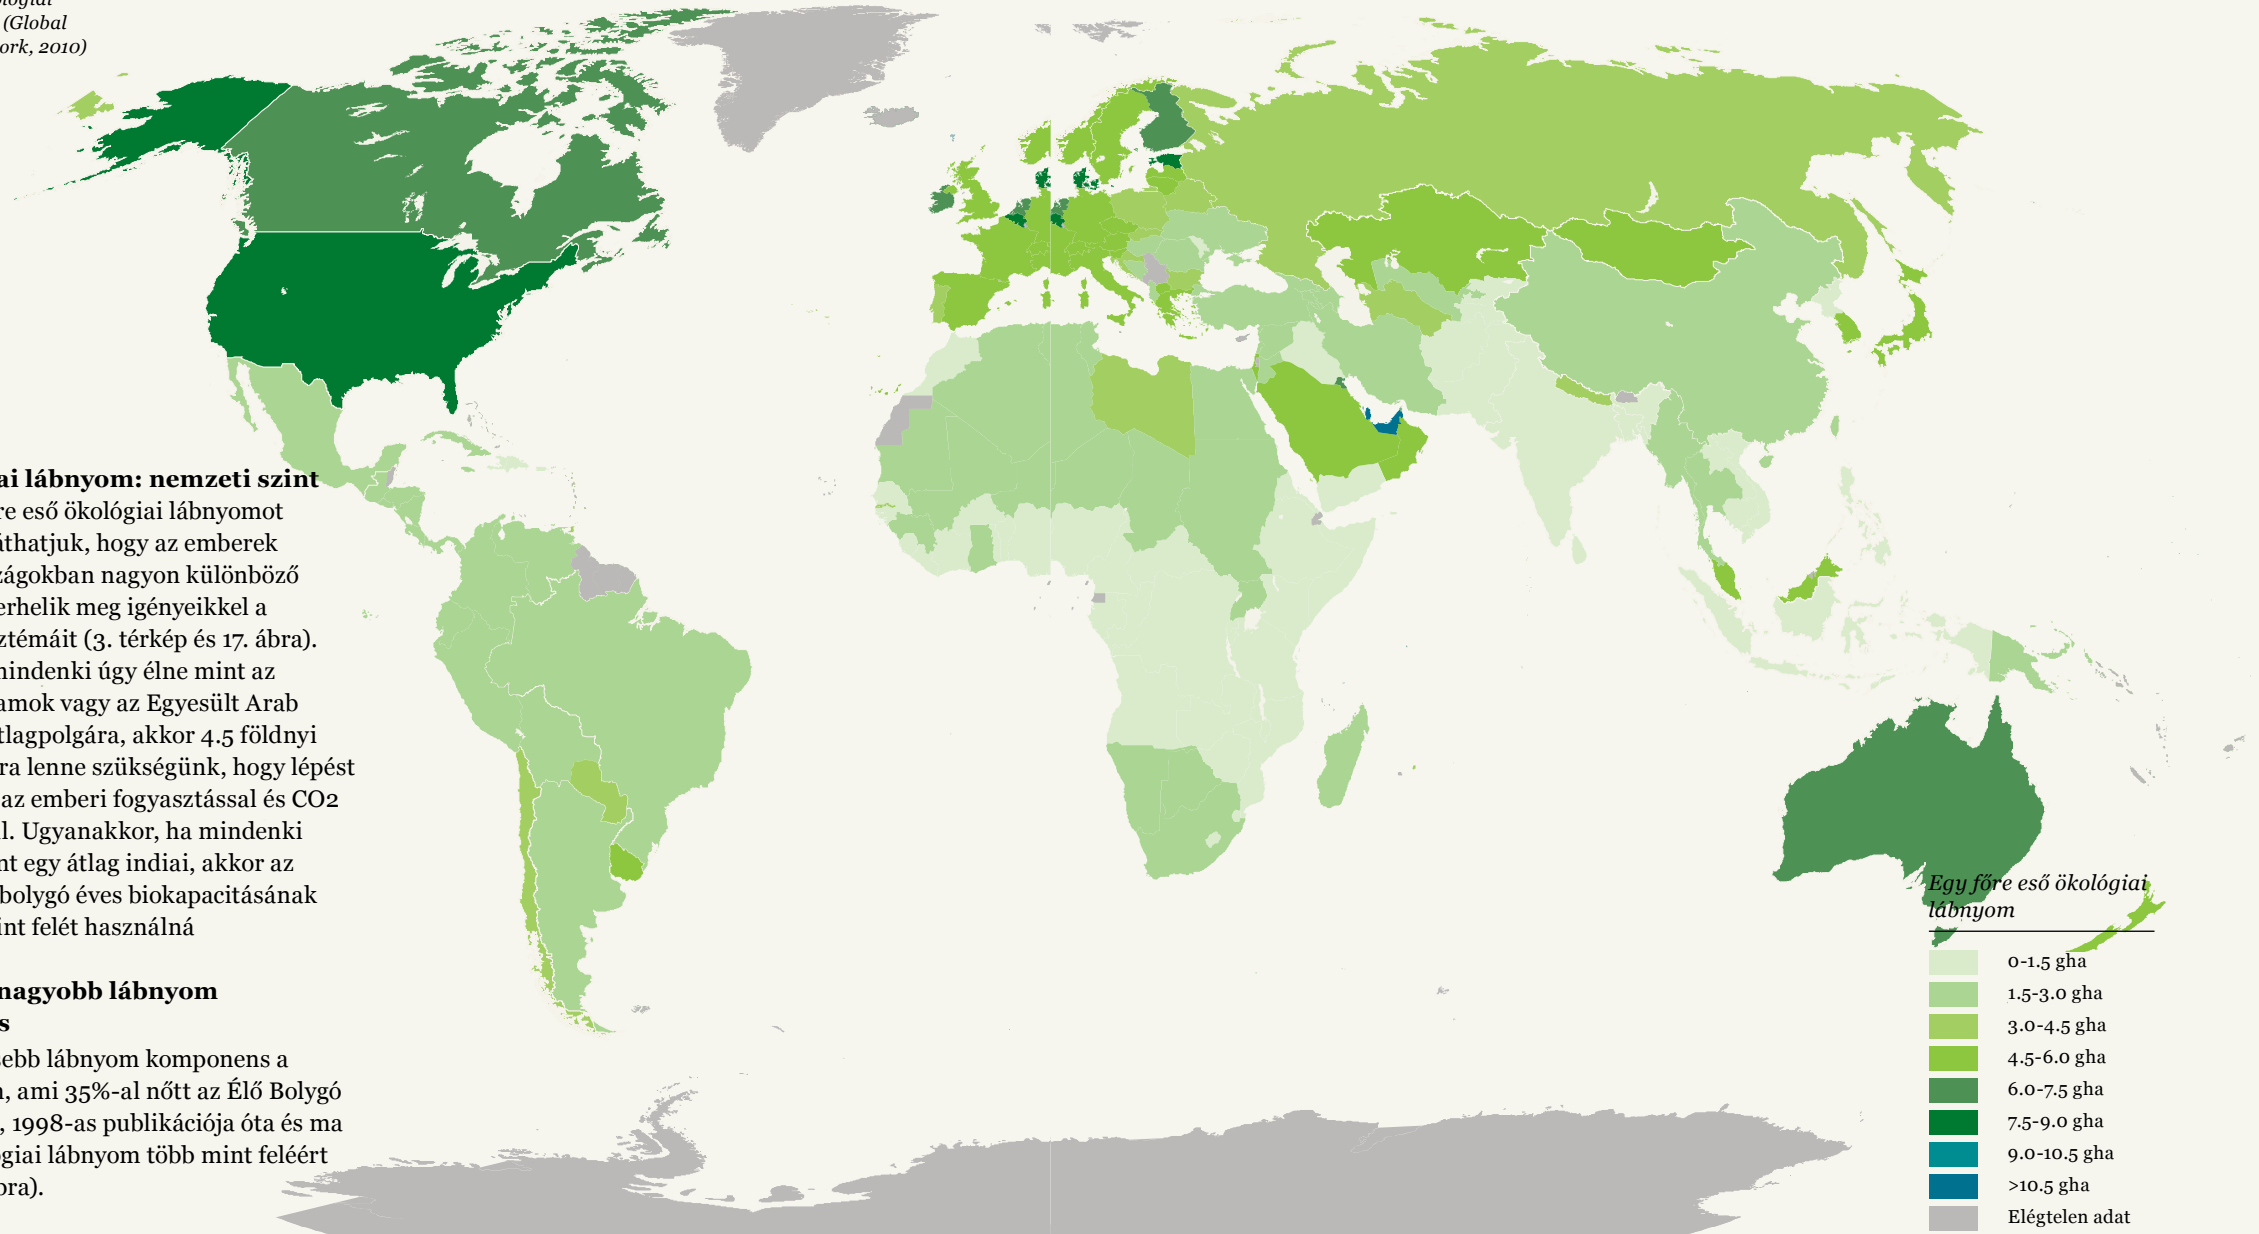 (Global
ork, 2010)
ai lábnyom: nemzeti szint
re eső ökológiai lábnyomot
áthatjuk, hogy az emberek
zágokban nagyon különböző
erhelik meg igényeikkel a
ztémáit (3. térkép és 17. ábra).
mindenki úgy élne mint az
amok vagy az Egyesült Arab
tlagpolgára, akkor 4.5 földnyi
ra lenne szükségünk, hogy lépést
az emberi fogyasztással és CO2
l. Ugyanakkor, ha mindenki
nt egy átlag indiai, akkor az
bolygó éves biokapacitásának
int felét használná
nagyobb lábnyom
s
sebb lábnyom komponens a
n, ami 35%-al nőtt az Élő Bolygó
, 1998-as publikációja óta és ma
ógiai lábnyom több mint feléért
bra).
Egy főre eső ökológiai
lábnyom
0-1.5 gha
1.5-3.0 gha
3.0-4.5 gha
4.5-6.0 gha
6.0-7.5 gha
7.5-9.0 gha
9.0-10.5 gha
>10.5 gha
Elégtelen adat